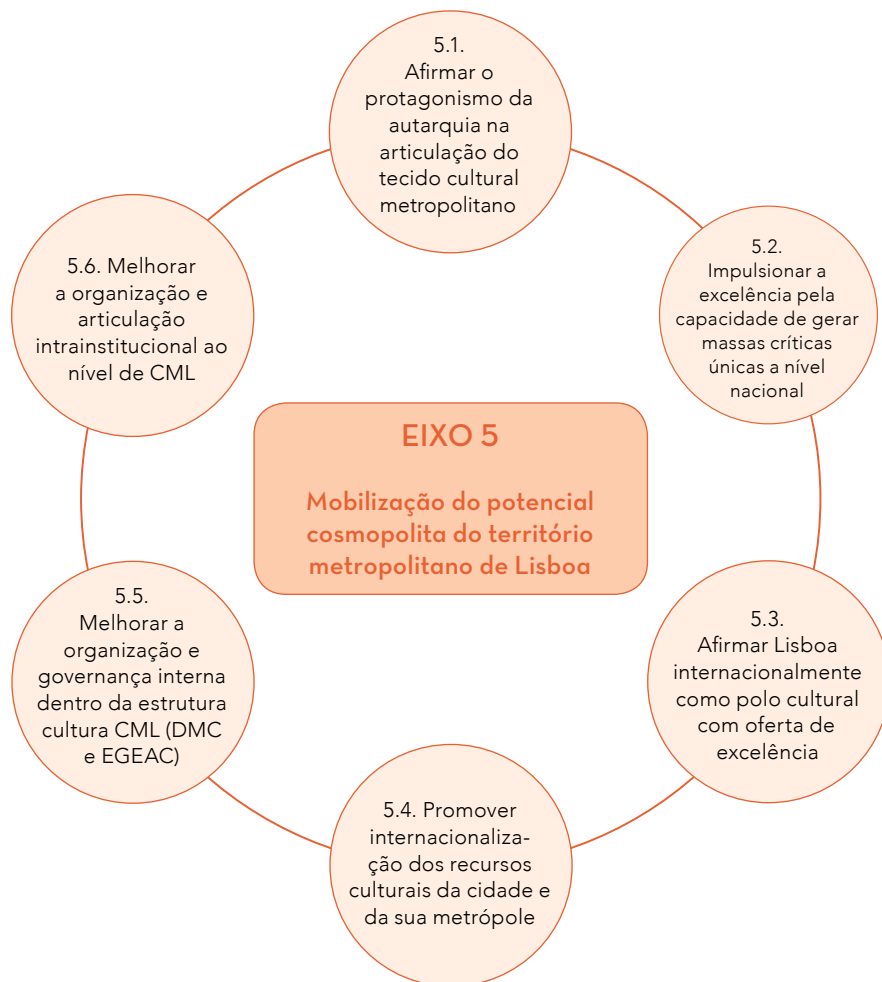 5.1.
Afirmar o
protagonismo da
autarquia na
articulação do
tecido cultural
metropolitano
5.2.
Impulsionar a
excelência pela
capacidade de gerar
massas críticas
únicas a nível
nacional
5.3.
Afirmar Lisboa
internacionalmente
como polo cultural
com oferta de
excelência
5.4. Promover
internacionaliza-
ção dos recursos
culturais da cidade e
da sua metrópole
5.5.
Melhorar a
organização e
governança interna
dentro da estrutura
cultura CML (DMC
e EGEAC)
5.6. Melhorar
a organização e
articulação
intrainstitucional ao
nível de CML
EIXO 5
Mobilização do potencial
cosmopolita do território
metropolitano de Lisboa